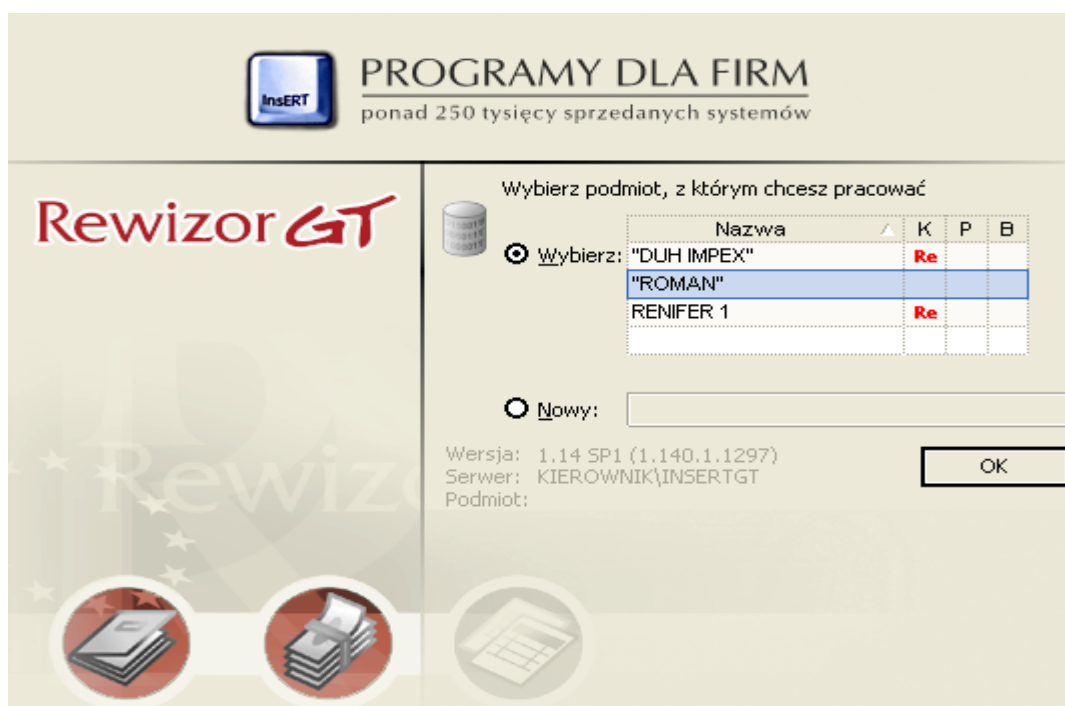 InsERT
PROGRAMY DLA FIRM
ponad 250 tysięcy sprzedanych systemów
Rewizor GT
Wybierz podmiot, z którym chcesz pracować
Wybierz:
Nazwa K P B
"DUH IMPEX" Re
"ROMAN"
RENIFER 1 Re
Nowy:
Wersja: 1.14 SP1 (1.140.1.1297)
Serwer: KIEROWNIK\INSERTGT
Podmiot:
OK
Rewizo